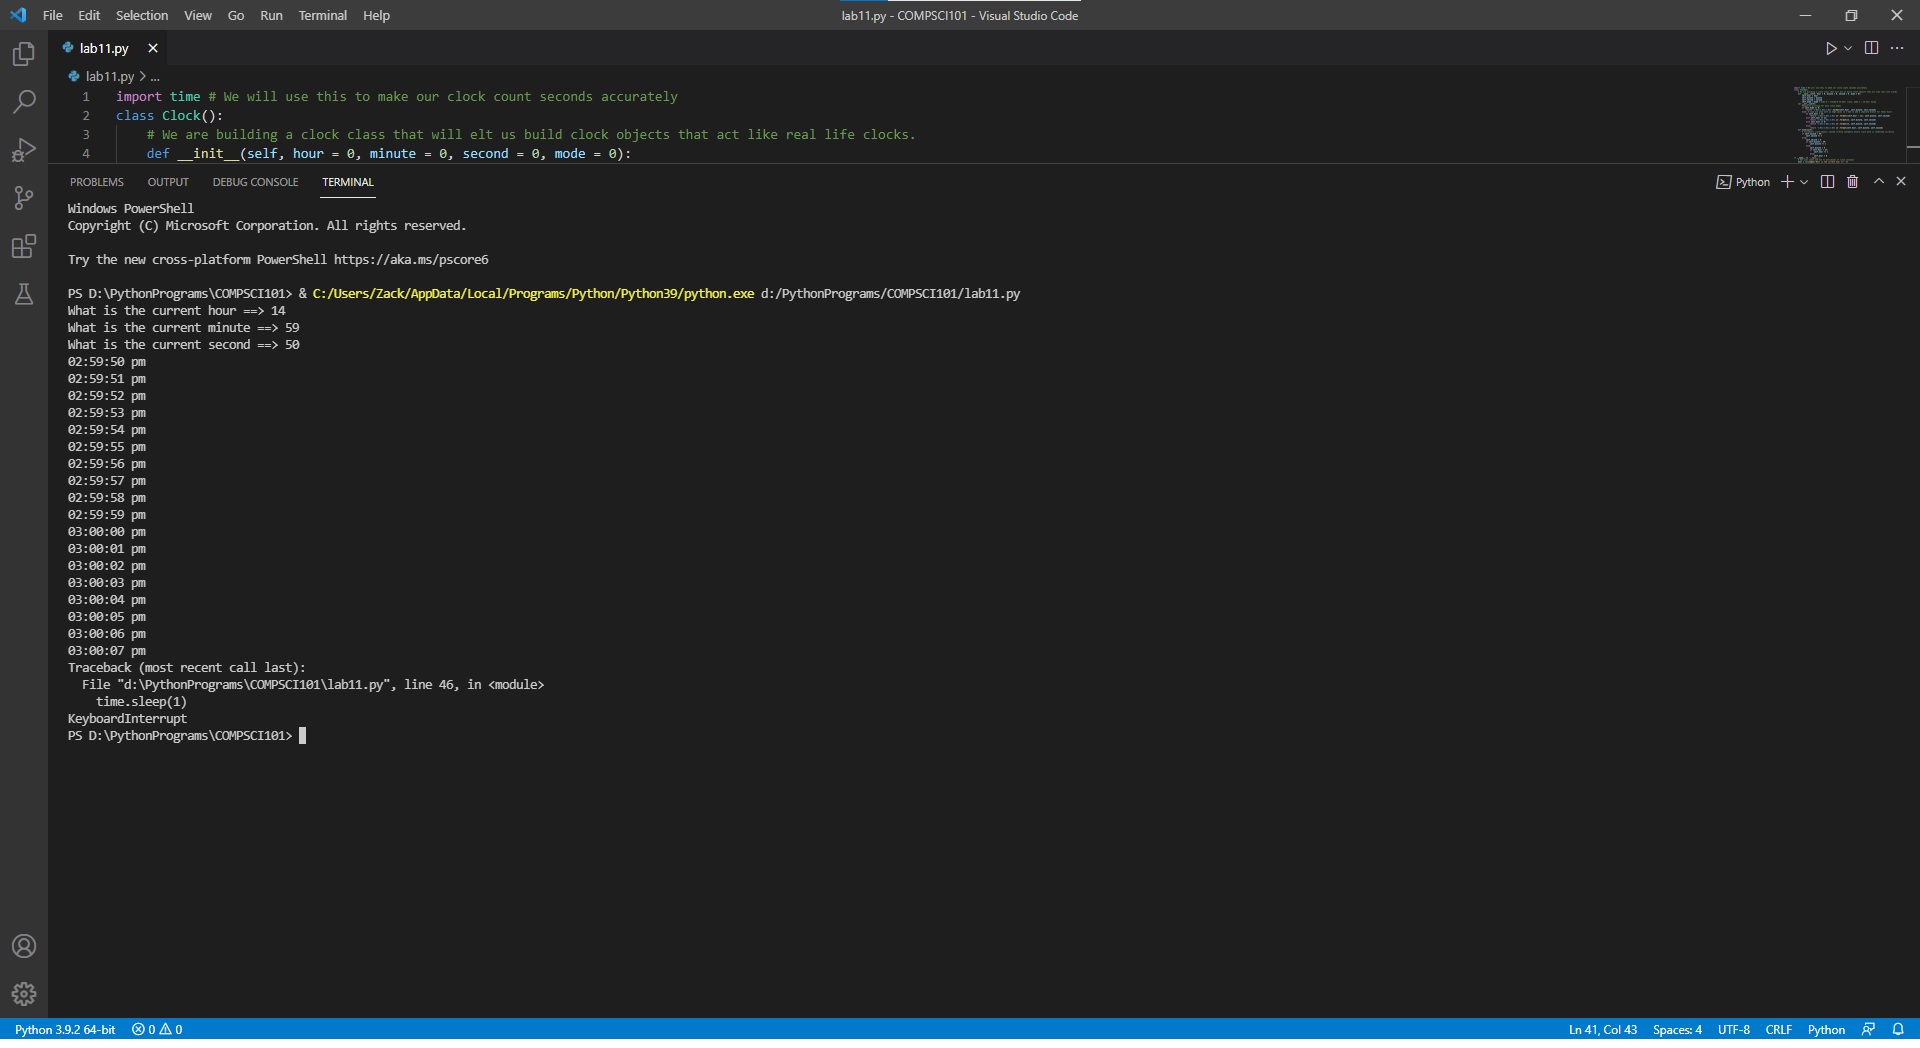 File Edit Selection View Go Run Terminal Help
lab11.py - COMPSCI101 - Visual Studio Code
lab11.py
lab11.py > ...
1 import time # We will use this to make our clock count seconds accurately
2 class Clock():
3 # We are building a clock class that will elt us build clock objects that act like real life clocks.
4 def __init__(self, hour = 0, minute = 0, second = 0, mode = 0):
PROBLEMS OUTPUT DEBUG CONSOLE TERMINAL
Python
Windows PowerShell
Copyright (C) Microsoft Corporation. All rights reserved.
Try the new cross-platform PowerShell https://aka.ms/pscore6
PS D:\PythonPrograms\COMPSCI101> & C:/Users/Zack/AppData/Local/Programs/Python/Python39/python.exe d:/PythonPrograms/COMPSCI101/lab11.py
What is the current hour ==> 14
What is the current minute ==> 59
What is the current second ==> 50
02:59:50 pm
02:59:51 pm
02:59:52 pm
02:59:53 pm
02:59:54 pm
02:59:55 pm
02:59:56 pm
02:59:57 pm
02:59:58 pm
02:59:59 pm
03:00:00 pm
03:00:01 pm
03:00:02 pm
03:00:03 pm
03:00:04 pm
03:00:05 pm
03:00:06 pm
03:00:07 pm
Traceback (most recent call last):
File "d:\PythonPrograms\COMPSCI101\lab11.py", line 46, in <module>
time.sleep(1)
KeyboardInterrupt
PS D:\PythonPrograms\COMPSCI101>
Python 3.9.2 64-bit 0 0
Ln 41, Col 43 Spaces: 4 UTF-8 CRLF Python